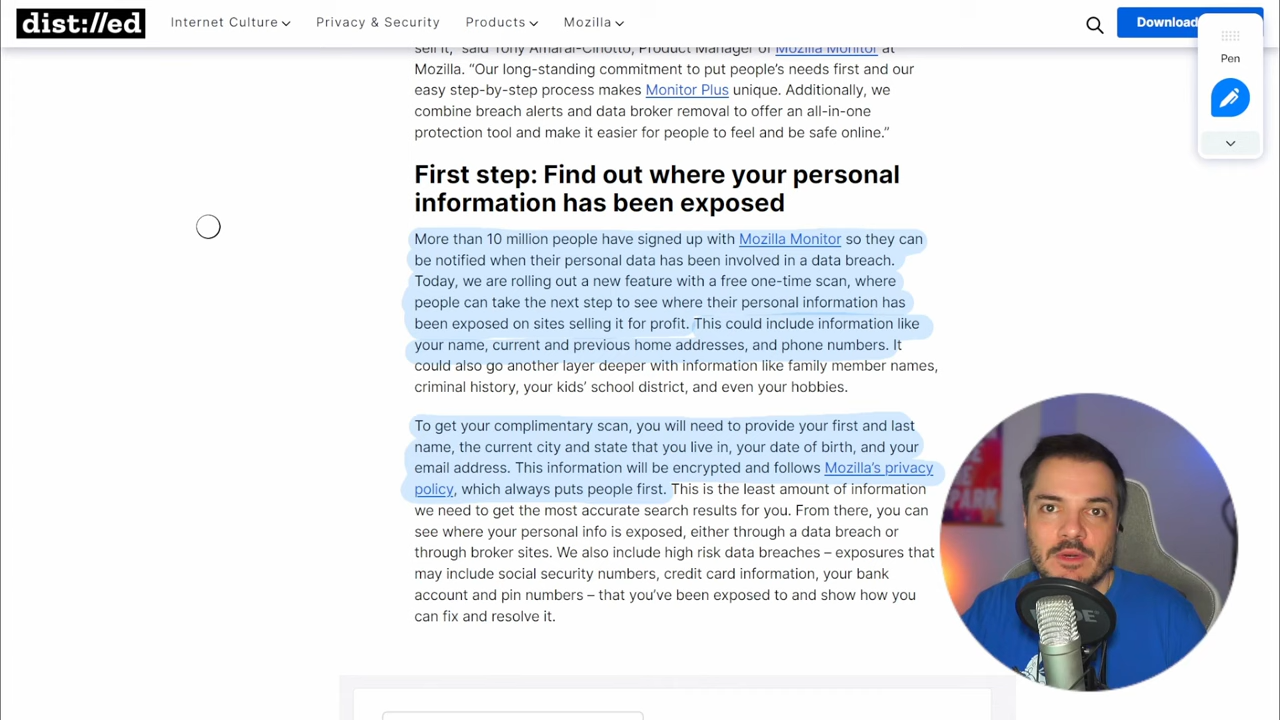 dist://ed
Internet Culture
Privacy & Security
Products
Mozilla
Download
Pen
sell it," said Tony Amaral-Cinotto, Product Manager of Mozilla Monitor at
Mozilla. “Our long-standing commitment to put people’s needs first and our
easy step-by-step process makes Monitor Plus unique. Additionally, we
combine breach alerts and data broker removal to offer an all-in-one
protection tool and make it easier for people to feel and be safe online.”
First step: Find out where your personal
information has been exposed
More than 10 million people have signed up with Mozilla Monitor so they can
be notified when their personal data has been involved in a data breach.
Today, we are rolling out a new feature with a free one-time scan, where
people can take the next step to see where their personal information has
been exposed on sites selling it for profit. This could include information like
your name, current and previous home addresses, and phone numbers. It
could also go another layer deeper with information like family member names,
criminal history, your kids’ school district, and even your hobbies.
To get your complimentary scan, you will need to provide your first and last
name, the current city and state that you live in, your date of birth, and your
email address. This information will be encrypted and follows Mozilla’s privacy
policy, which always puts people first. This is the least amount of information
we need to get the most accurate search results for you. From there, you can
see where your personal info is exposed, either through a data breach or
through broker sites. We also include high risk data breaches – exposures that
may include social security numbers, credit card information, your bank
account and pin numbers – that you’ve been exposed to and show how you
can fix and resolve it.